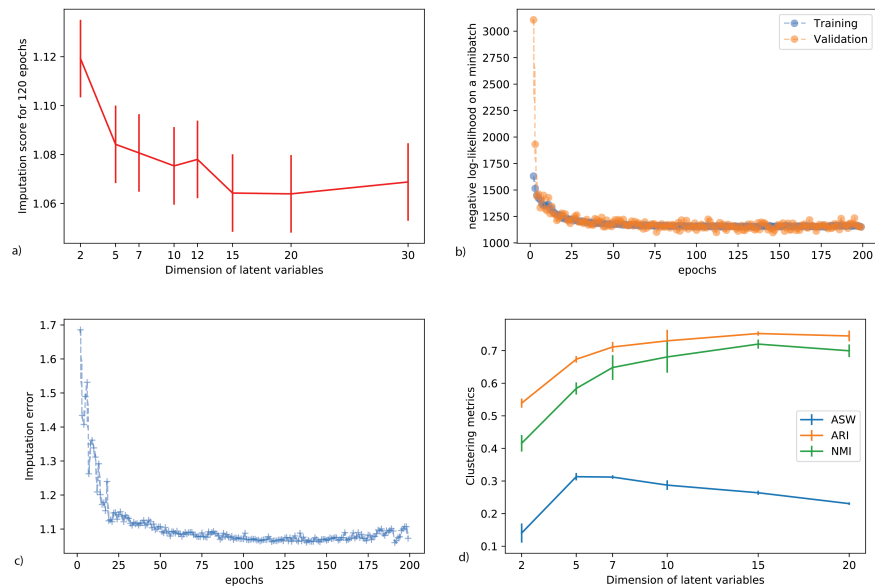 Imputation score for 120 epochs
1.12
1.10
1.08
1.06
2 5 7 10 12 15 20 30
Dimension of latent variables
a)
negative log-likelihood on a minibatch
3000
2750
2500
2250
2000
1750
1500
1250
1000
0 25 50 75 100 125 150 175 200
epochs
Training
Validation
b)
Imputation error
1.7
1.6
1.5
1.4
1.3
1.2
1.1
0 25 50 75 100 125 150 175 200
epochs
c)
Clustering metrics
0.7
0.6
0.5
0.4
0.3
0.2
0.1
2 5 7 10 15 20
Dimension of latent variables
ASW
ARI
NMI
d)